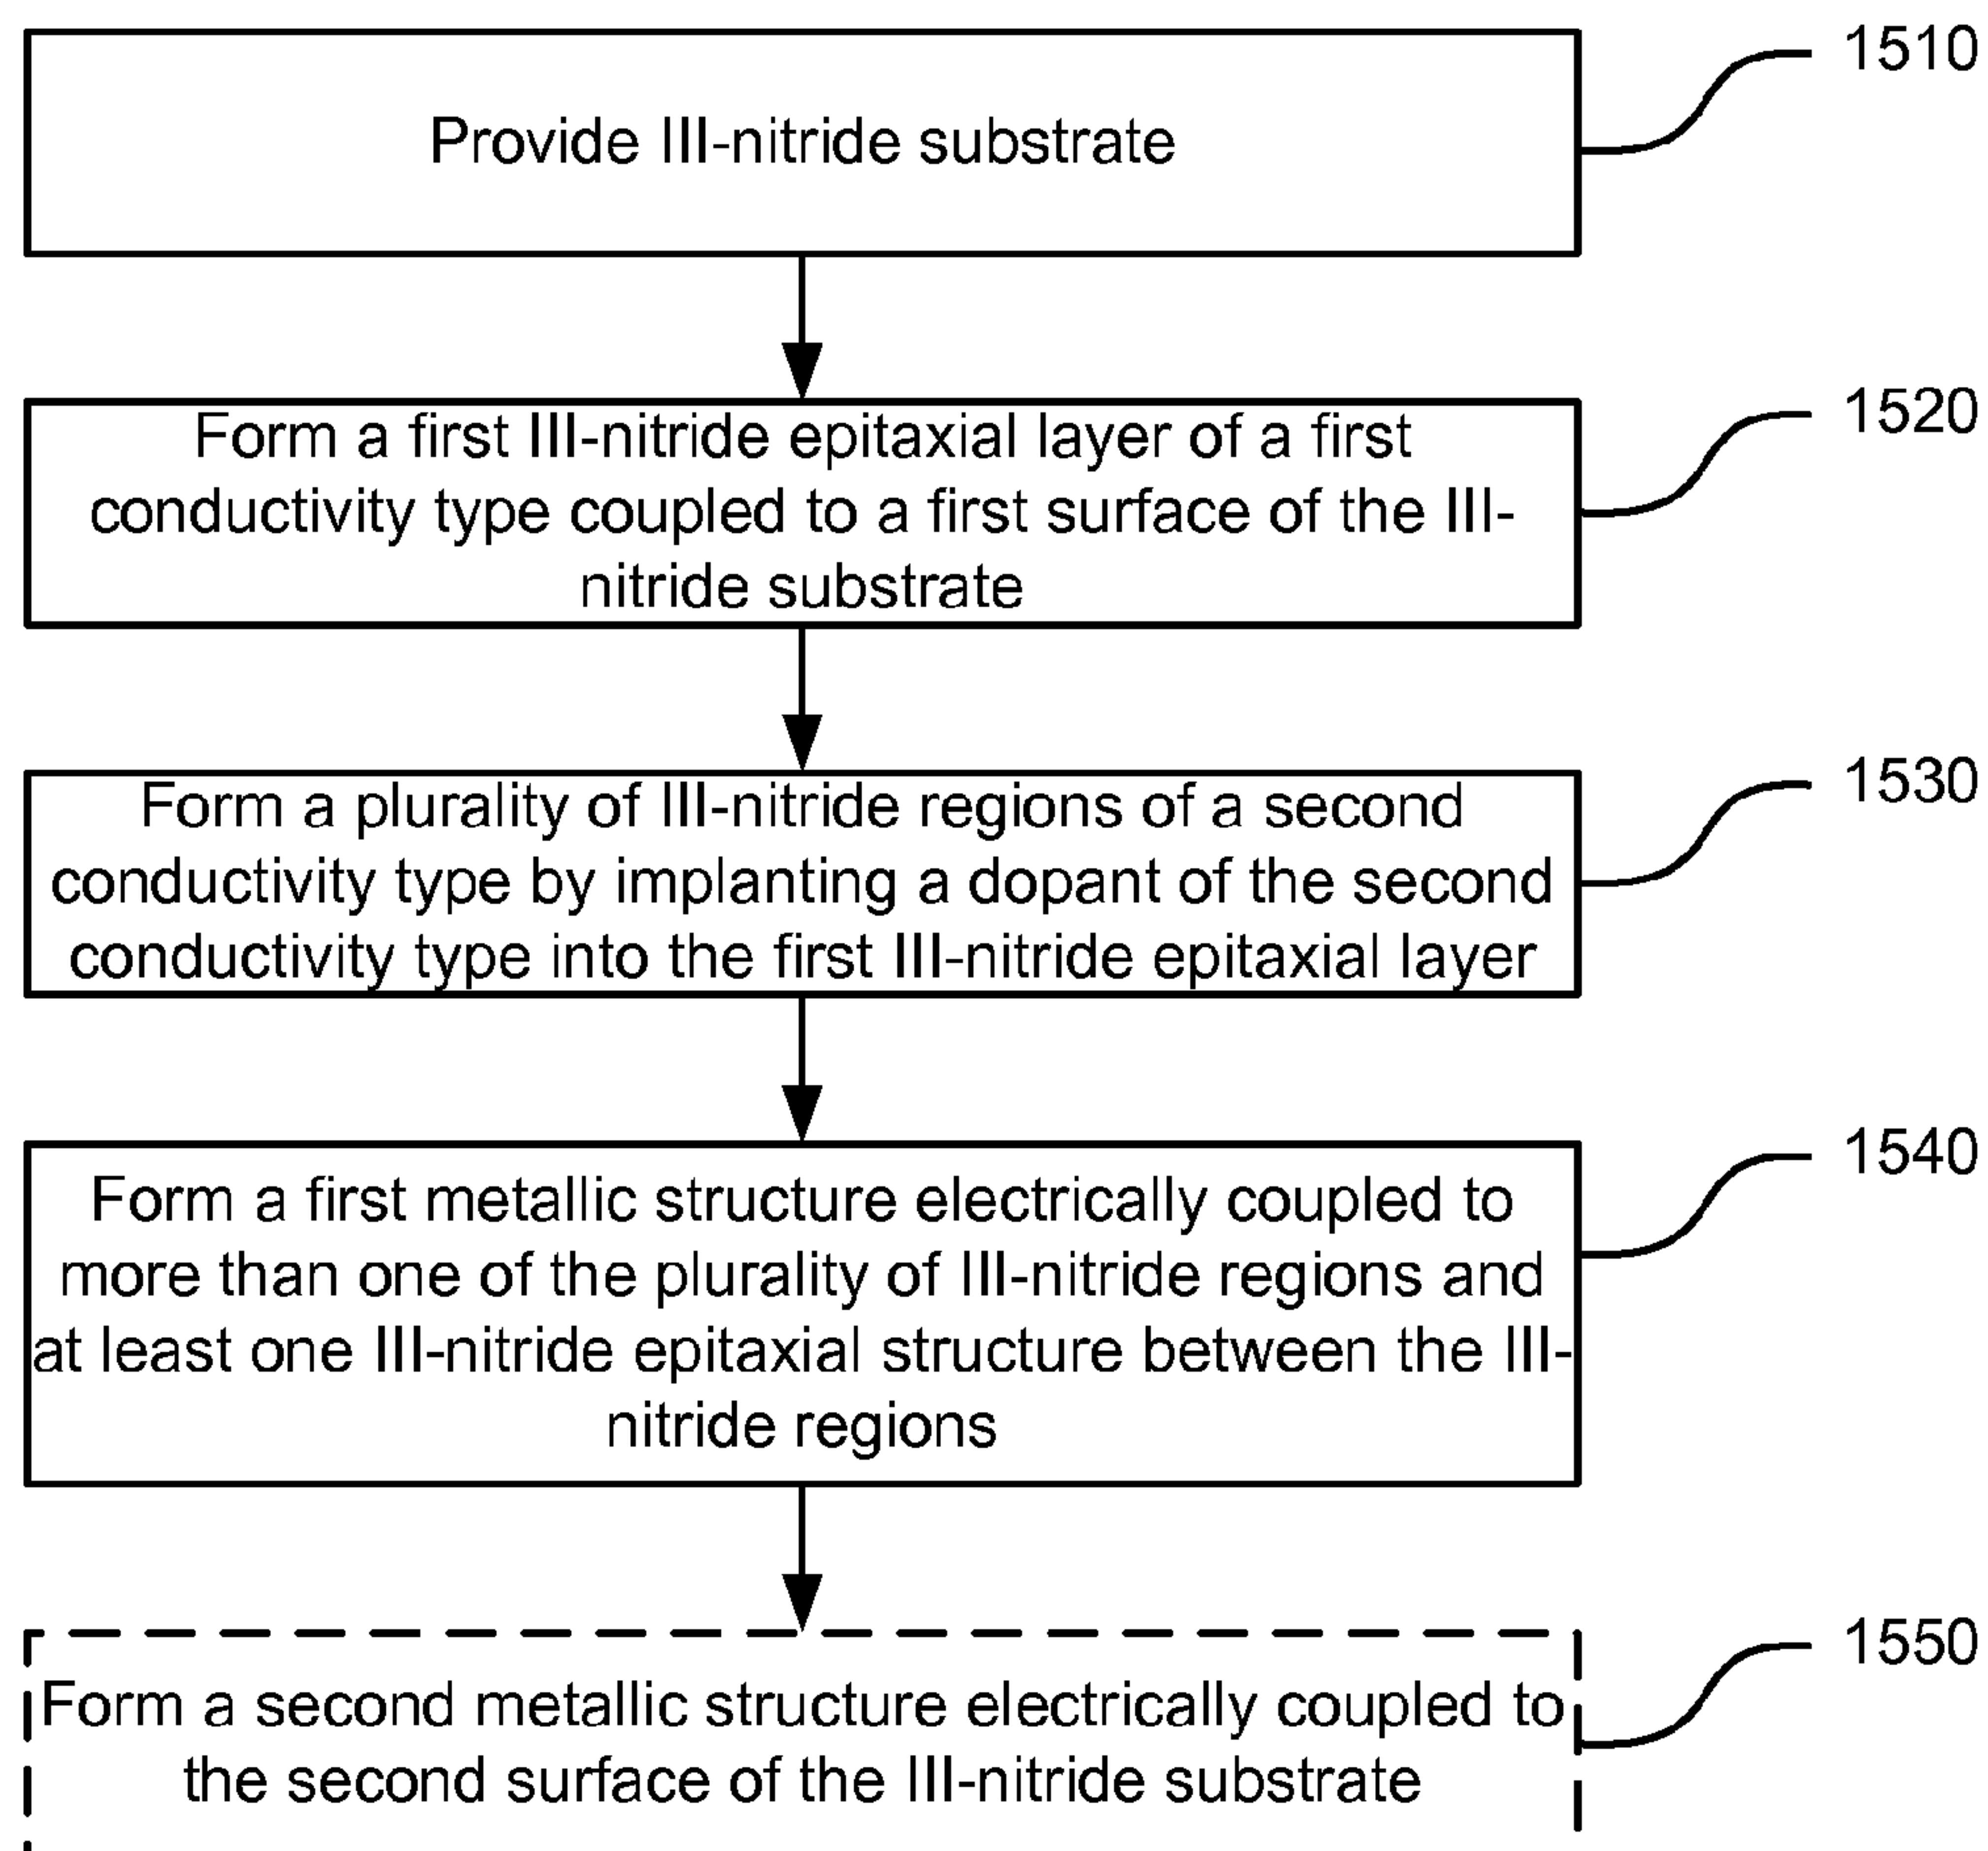 1510
Provide III-nitride substrate
1520
Form a first III-nitride epitaxial layer of a first
conductivity type coupled to a first surface of the III-
nitride substrate
1530
Form a plurality of III-nitride regions of a second
conductivity type by implanting a dopant of the second
conductivity type into the first III-nitride epitaxial layer
1540
Form a first metallic structure electrically coupled to
more than one of the plurality of III-nitride regions and
at least one III-nitride epitaxial structure between the III-
nitride regions
1550
Form a second metallic structure electrically coupled to
the second surface of the III-nitride substrate